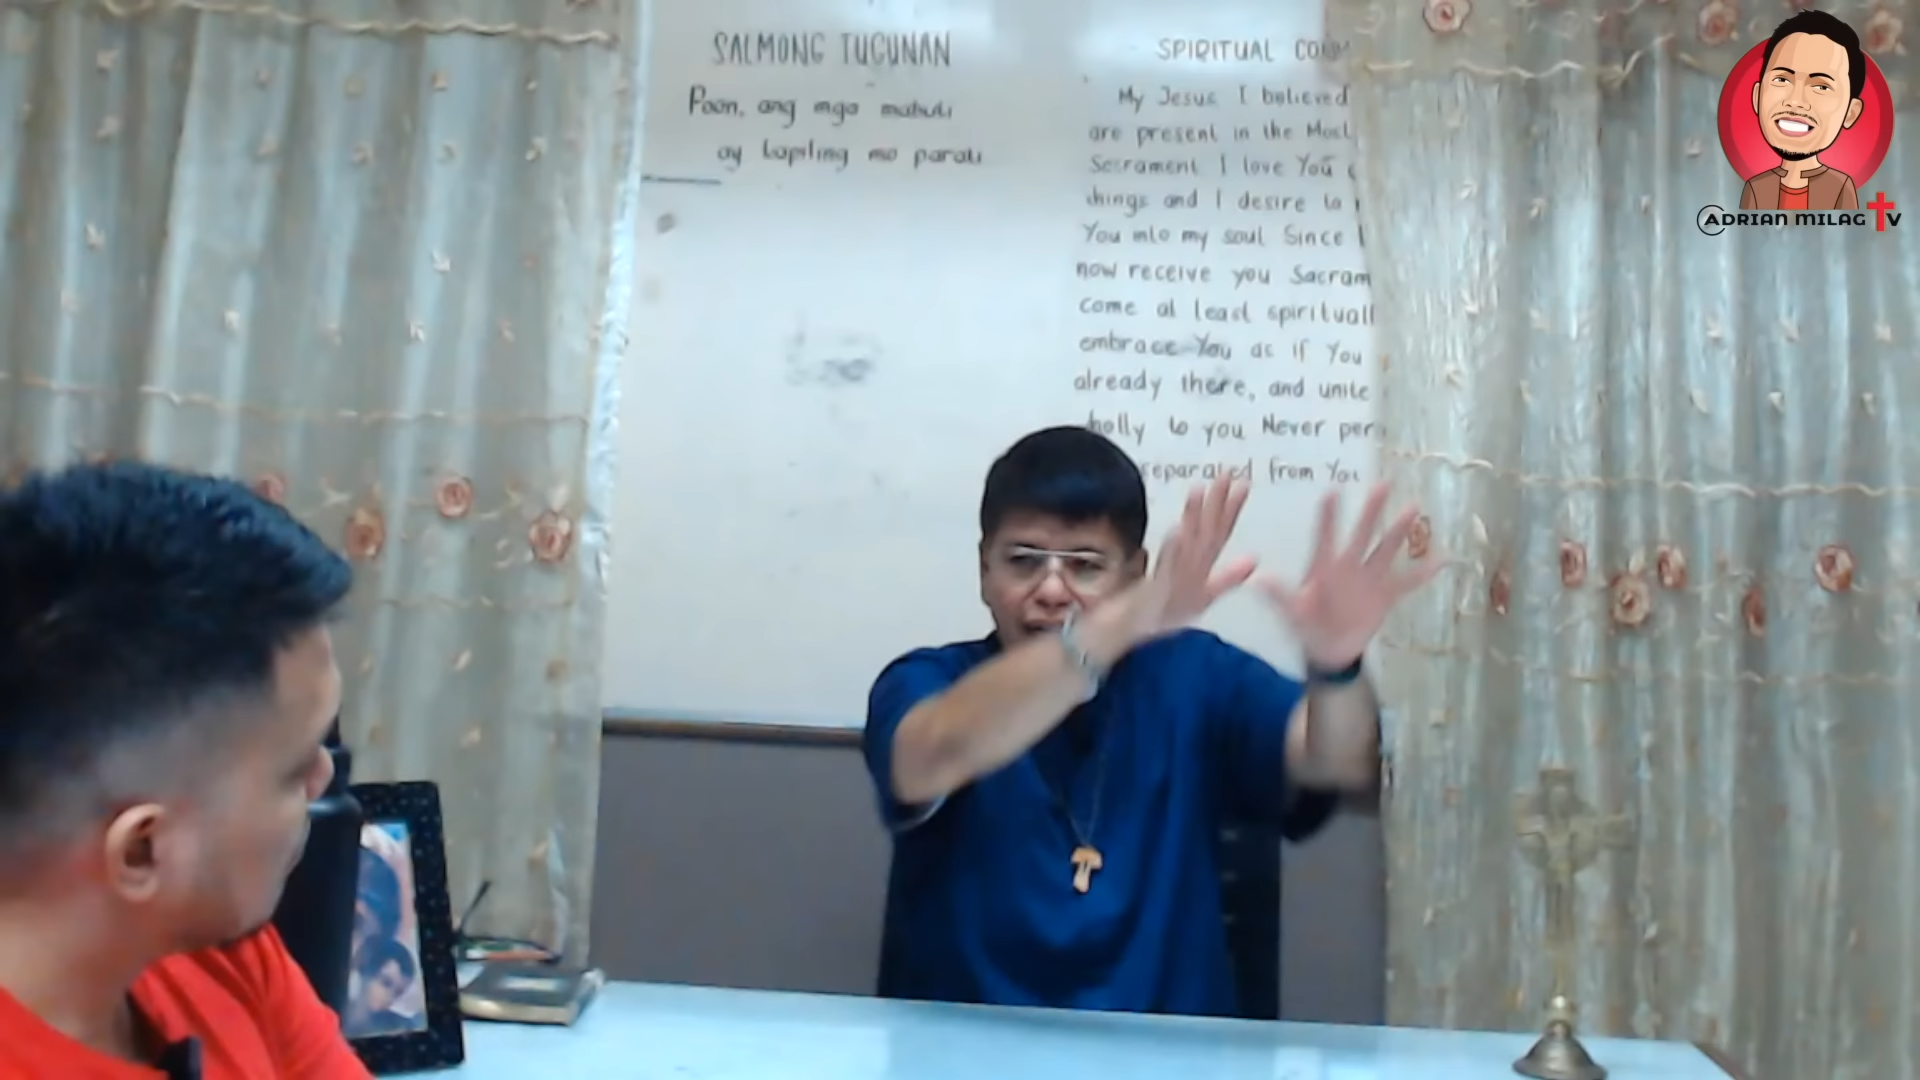 SALMONG TUGUNAN
Poon, ang mga mabuti
ay kapiling mo parati
SPIRITUAL
My Jesus I believed
are present in the Most
Sacrament I love You
things and I desire to
You into my soul Since I
now receive you
come at least
embrace You as if You
already there, and unite
to you Never
separated from You
ADRIAN MILAG TV